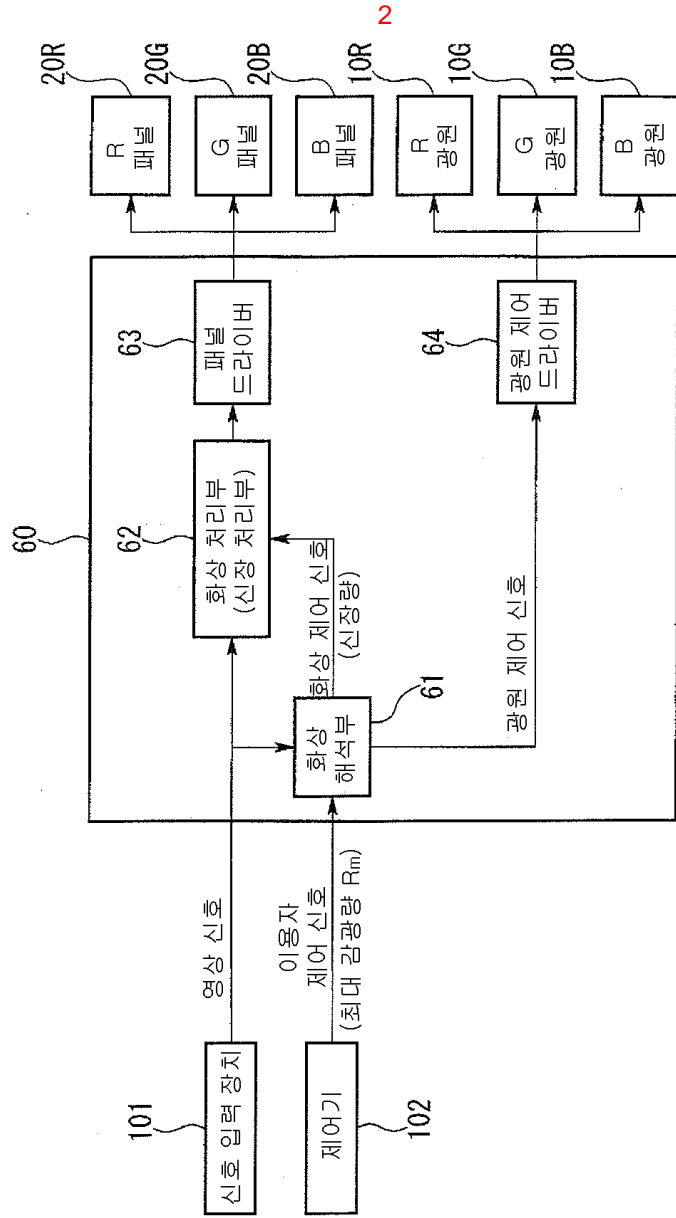 2
20R
R
패널
20G
G
패널
20B
B
패널
10R
R
광원
10G
G
광원
10B
B
광원
60
63
패널
드라이버
64
광원 제어
드라이버
62
화상 처리부
(신장 처리부)
화상 제어 신호
(신장량)
61
화상
해석부
광원 제어 신호
영상 신호
이용자
제어 신호
(최대 감광량 Rm)
101
신호 입력 장치
102
제어기